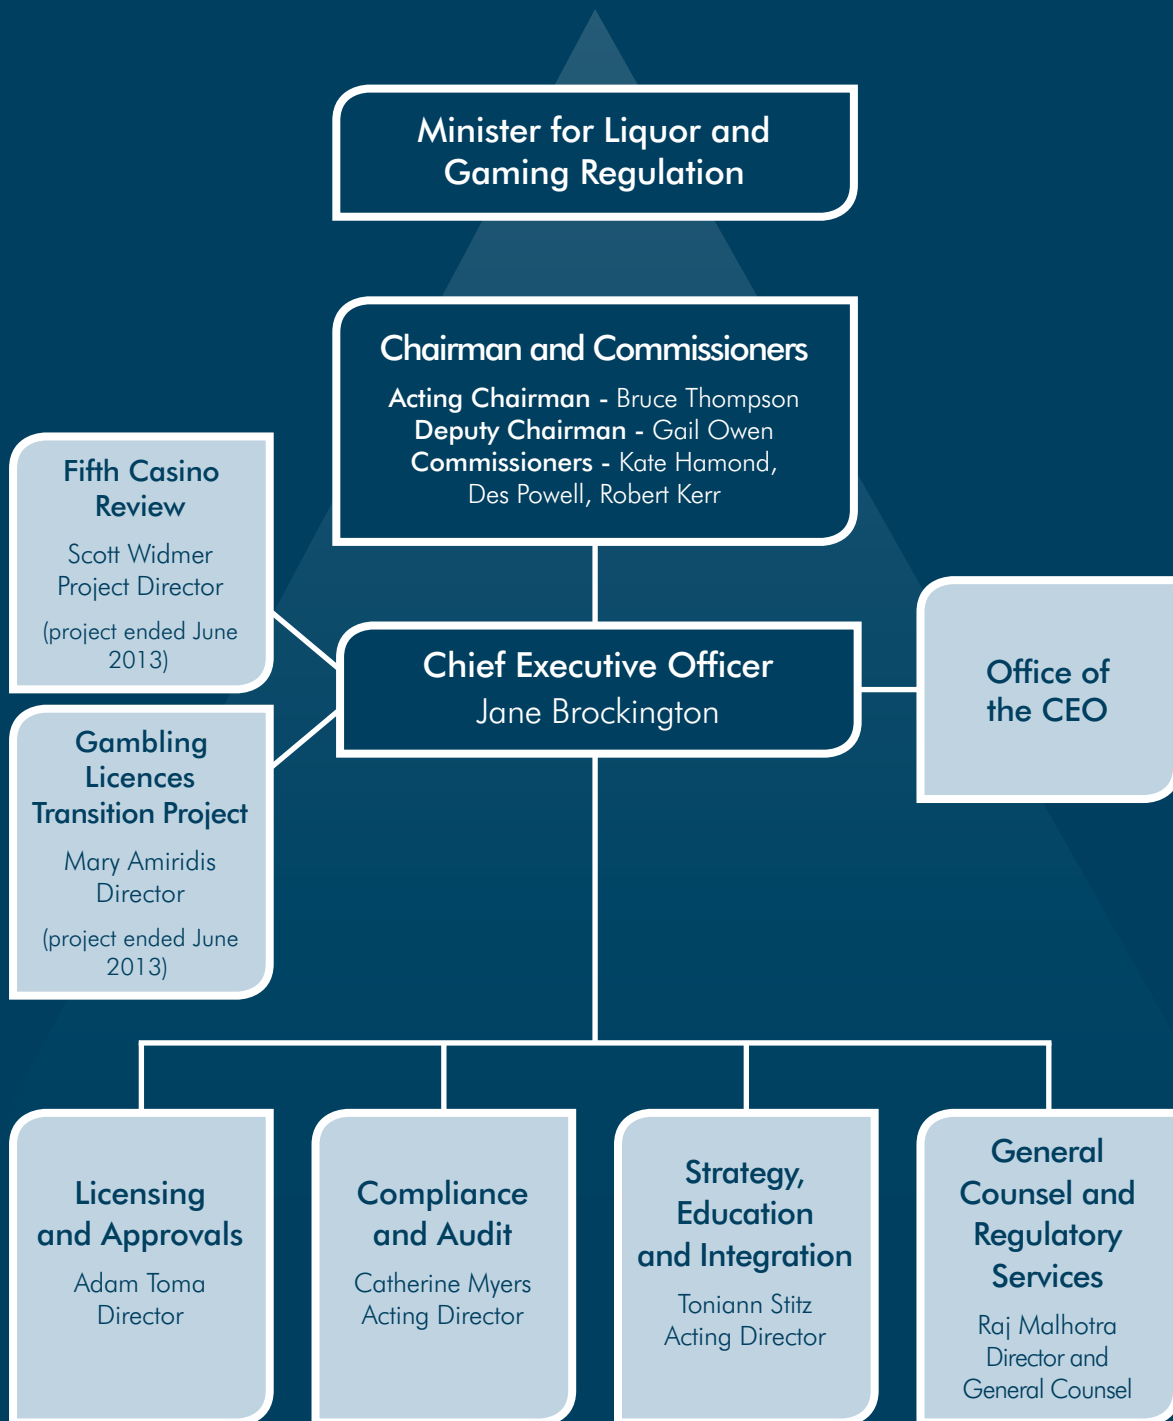 Minister for Liquor and
Gaming Regulation
Chairman and Commissioners
Acting Chairman - Bruce Thompson
Deputy Chairman - Gail Owen
Commissioners - Kate Hamond,
Des Powell, Robert Kerr
Fifth Casino
Review
Scott Widmer
Project Director
(project ended June
2013)
Chief Executive Officer
Jane Brockington
Office of
the CEO
Gambling
Licences
Transition Project
Mary Amiridis
Director
(project ended June
2013)
Licensing
and Approvals
Adam Toma
Director
Compliance
and Audit
Catherine Myers
Acting Director
Strategy,
Education
and Integration
Toniann Stitz
Acting Director
General
Counsel and
Regulatory
Services
Raj Malhotra
Director and
General Counsel